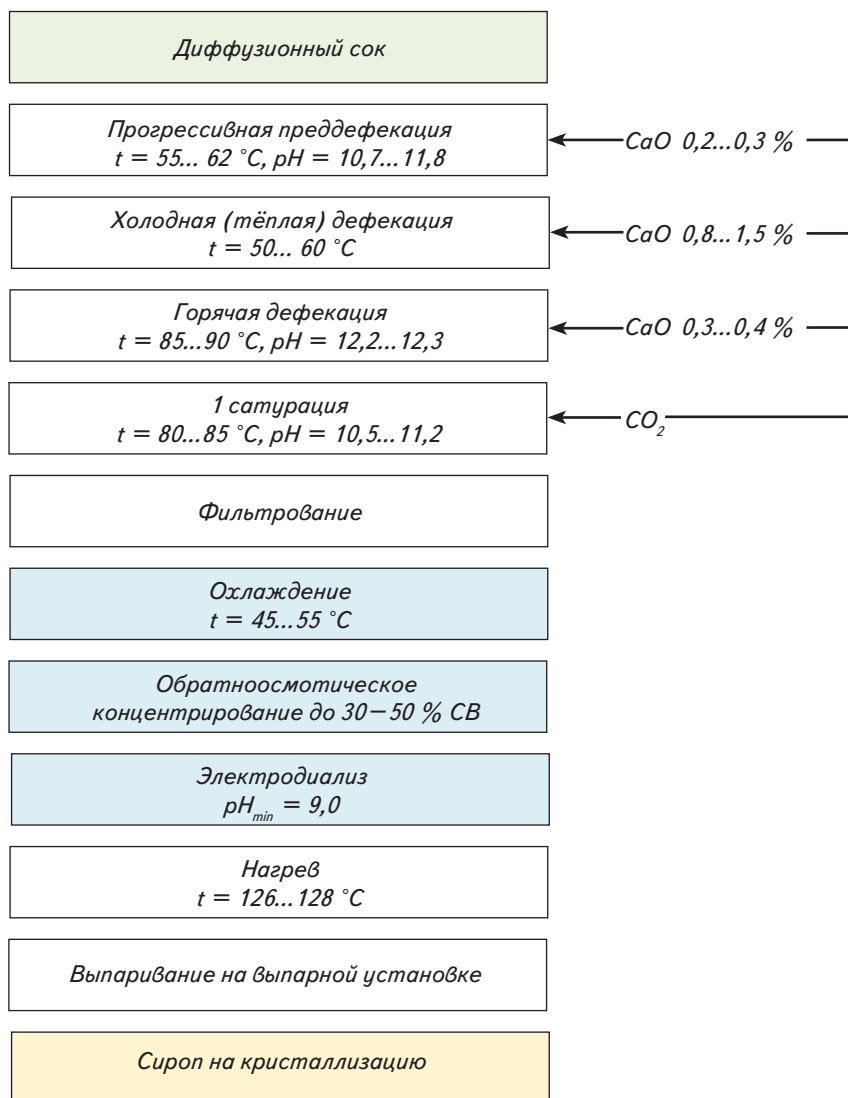 Диффузионный сок
Прогрессивная преддефекация
t = 55... 62 °C, pH = 10,7...11,8
CaO 0,2...0,3 %
Холодная (тёплая) дефекация
t = 50... 60 °C
CaO 0,8...1,5 %
Горячая дефекация
t = 85...90 °C, pH = 12,2...12,3
CaO 0,3...0,4 %
1 сатурация
t = 80...85 °C, pH = 10,5...11,2
CO2
Фильтрование
Охлаждение
t = 45...55 °C
Обратноосмотическое
концентрирование до 30–50 % СВ
Электродиализ
pHmin = 9,0
Нагрев
t = 126...128 °C
Выпаривание на выпарной установке
Сироп на кристаллизацию